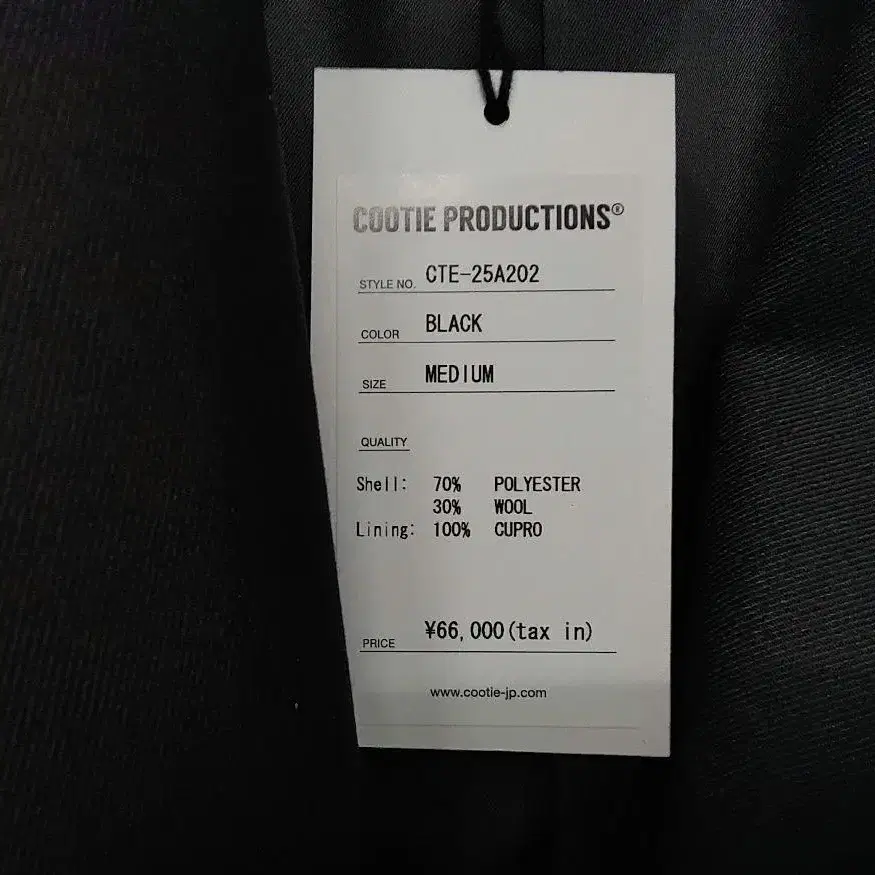 COOTIE PRODUCTIONS®
STYLE NO. CTE-25A202
COLOR BLACK
SIZE MEDIUM
QUALITY
Shell: 70% POLYESTER
30% WOOL
Lining: 100% CUPRO
PRICE ¥66,000(tax in)
www.cootie-jp.com